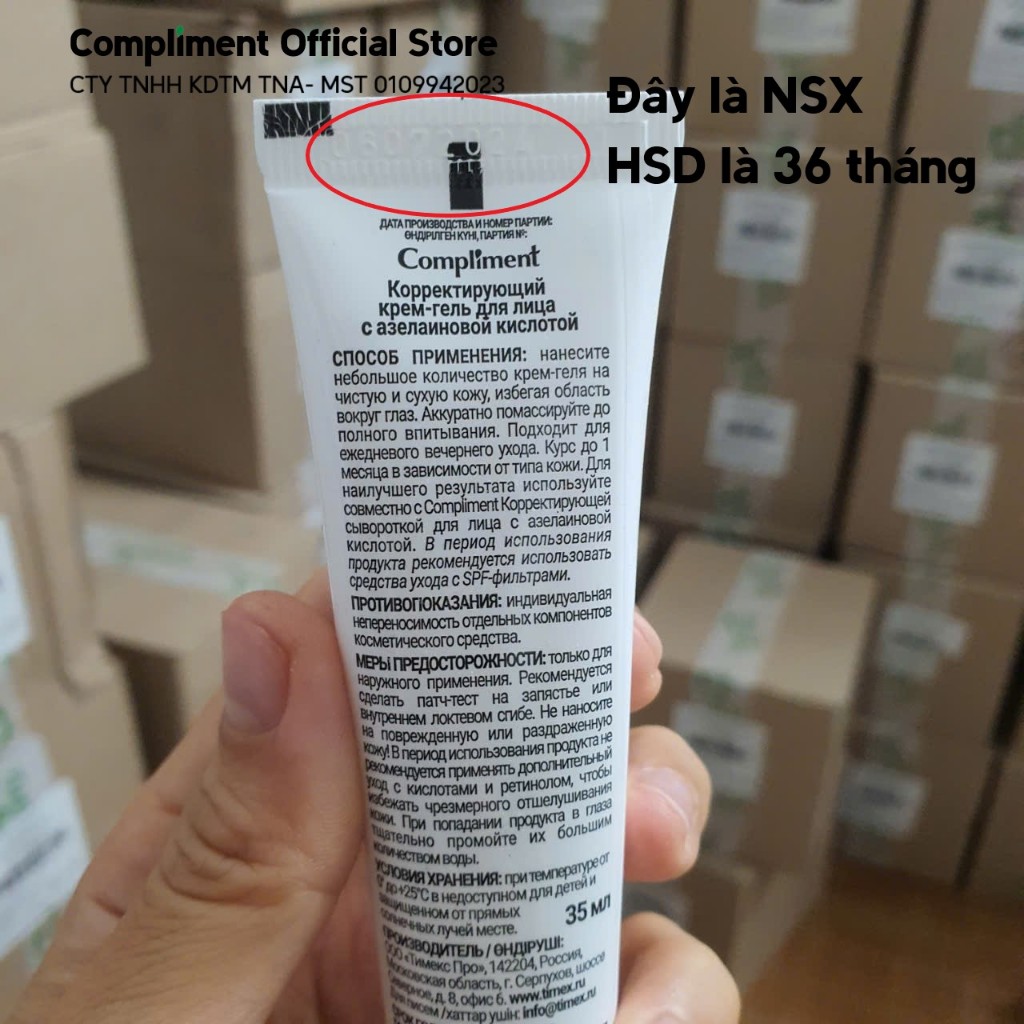 Compliment Official Store
CTY TNHH KDTM TNA- MST 0109942023
Đây là NSX
HSD là 36 tháng
ДАТА ПРОИЗВОДСТВА И НОМЕР ПАРТИИ:
ӨНДІРІЛГЕН КҮНІ, ПАРТИЯ №:
Compliment
Корректирующий
крем-гель для лица
с азелаиновой кислотой
СПОСОБ ПРИМЕНЕНИЯ: нанесите
небольшое количество крем-геля на
чистую и сухую кожу, избегая область
вокруг глаз. Аккуратно помассируйте до
полного впитывания. Подходит для
ежедневного вечернего ухода. Курс до 1
месяца в зависимости от типа кожи. Для
наилучшего результата используйте
совместно с Compliment Корректирующей
сывороткой для лица с азелаиновой
кислотой. В период использования
продукта рекомендуется использовать
средства ухода с SPF-фильтрами.
ПРОТИВОПОКАЗАНИЯ: индивидуальная
непереносимость отдельных компонентов
косметического средства.
МЕРЫ ПРЕДОСТОРОЖНОСТИ: только для
наружного применения. Рекомендуется
сделать патч-тест на запястье или
внутреннем локтевом сгибе. Не наносите
на поврежденную или раздраженную
кожу! В период использования продукта не
рекомендуется применять дополнительный
уход с кислотами и ретинолом, чтобы
избежать чрезмерного отшелушивания
кожи. При попадании продукта в глаза
тщательно промойте их большим
количеством воды.
УСЛОВИЯ ХРАНЕНИЯ: при температуре от
до +25°С в недоступном для детей и
защищенном от прямых
солнечных лучей месте.
35 МЛ
ПРОИЗВОДИТЕЛЬ / ӨНДІРУШІ:
ООО «Тимекс Про», 142204, Россия,
Московская область, г. Серпухов, шоссе
Северное, д. 8, офис 6. www.timex.ru
Для писем /хаттар үшін: info@timex.ru